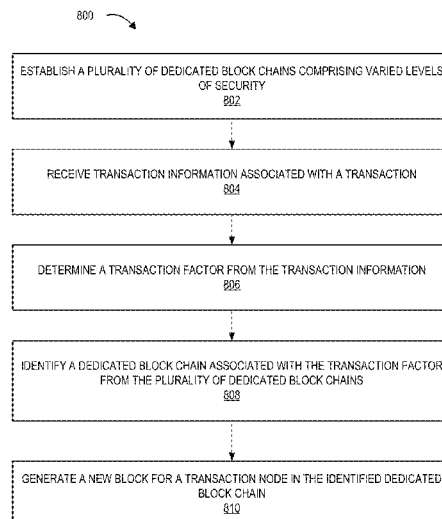 800
ESTABLISH A PLURALITY OF DEDICATED BLOCK CHAINS COMPRISING VARIED LEVELS
OF SECURITY
802
RECEIVE TRANSACTION INFORMATION ASSOCIATED WITH A TRANSACTION
804
DETERMINE A TRANSACTION FACTOR FROM THE TRANSACTION INFORMATION
806
IDENTIFY A DEDICATED BLOCK CHAIN ASSOCIATED WITH THE TRANSACTION FACTOR
FROM THE PLURALITY OF DEDICATED BLOCK CHAINS
808
GENERATE A NEW BLOCK FOR A TRANSACTION NODE IN THE IDENTIFIED DEDICATED
BLOCK CHAIN
810